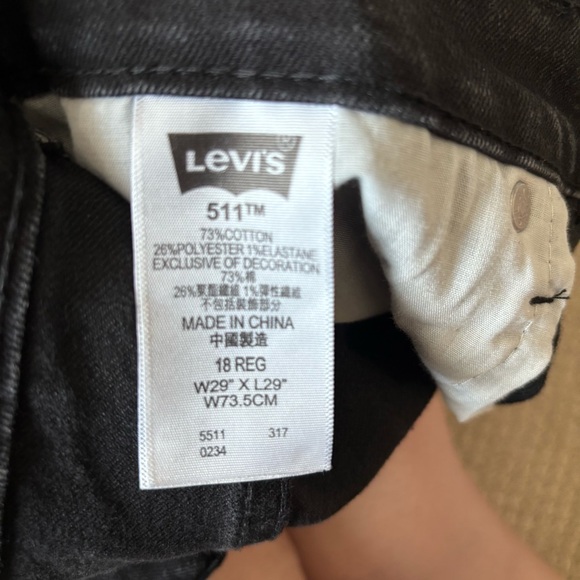 Levi's
511™
73%COTTON
26%POLYESTER 1%ELASTANE
EXCLUSIVE OF DECORATION
73%棉
26%聚酯纖維 1%彈性纖維
不包括裝飾部分
MADE IN CHINA
中國製造
18 REG
W29" X L29"
W73.5CM
5511 317
0234